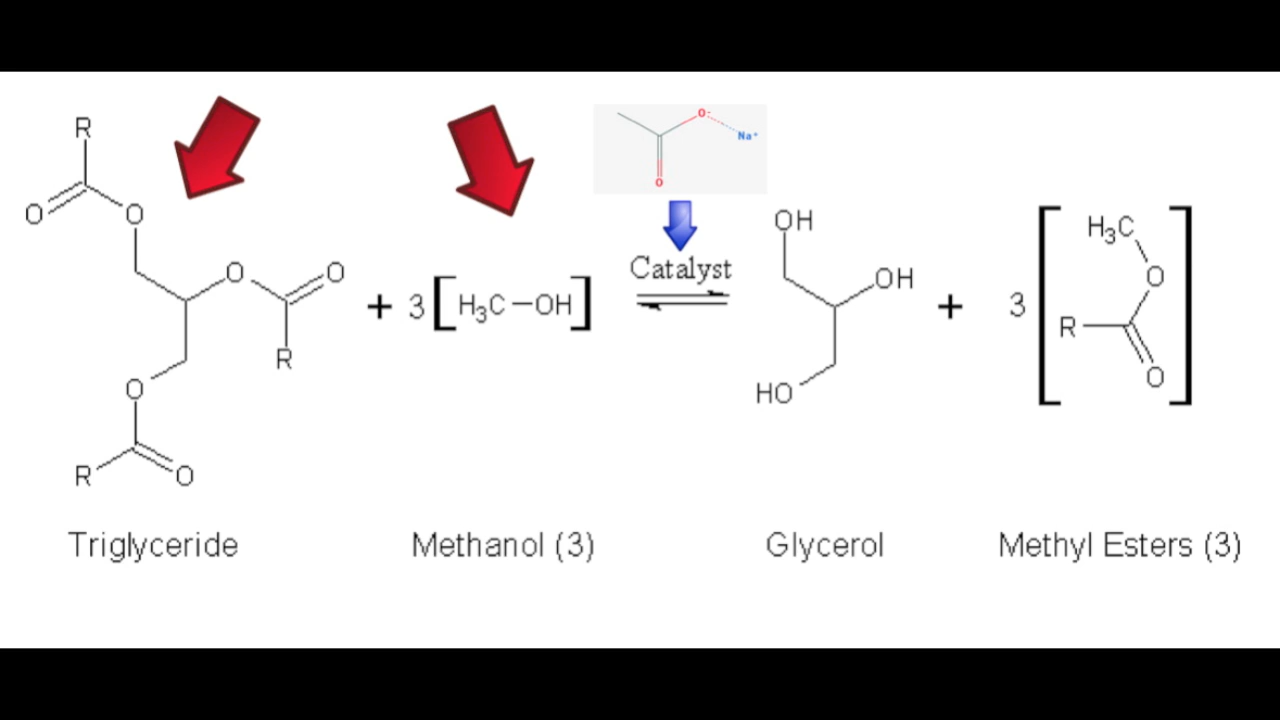 R
O
O
O
O
R
O
R
O
+
3 [H₃C–OH]
O⁻
Na⁺
O
Catalyst
OH
OH
HO
+
3
H₃C
O
R
O
Triglyceride
Methanol (3)
Glycerol
Methyl Esters (3)